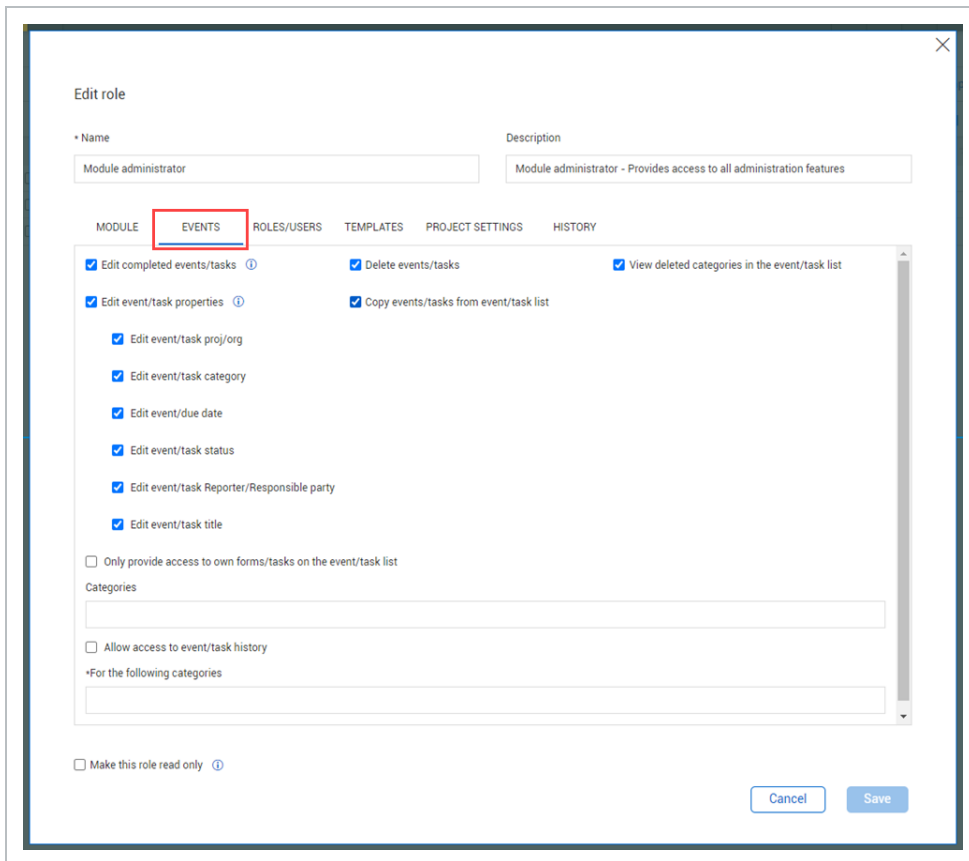 Edit role
* Name
Description
Module administrator
Module administrator - Provides access to all administration features
MODULE EVENTS ROLES/USERS TEMPLATES PROJECT SETTINGS HISTORY
Edit completed events/tasks
Delete events/tasks
View deleted categories in the event/task list
Edit event/task properties
Copy events/tasks from event/task list
Edit event/task proj/org
Edit event/task category
Edit event/due date
Edit event/task status
Edit event/task Reporter/Responsible party
Edit event/task title
Only provide access to own forms/tasks on the event/task list
Categories
Allow access to event/task history
*For the following categories
Make this role read only
Cancel Save